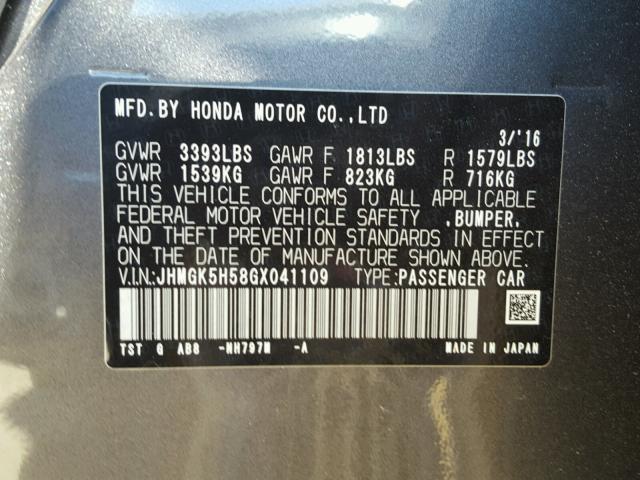 MFD.BY HONDA MOTOR CO.,LTD
3/'16
GVWR 3393LBS GAWR F 1813LBS R 1579LBS
GVWR 1539KG GAWR F 823KG R 716KG
THIS VEHICLE CONFORMS TO ALL APPLICABLE
FEDERAL MOTOR VEHICLE SAFETY ,BUMPER,
AND THEFT PREVENTION STANDARDS IN EFFECT
ON THE DATE OF MANUFACTURE SHOWN ABOVE.
V.I.N:JHMGK5H58GX041109 TYPE:PASSENGER CAR
TST G AB8 -NH797M -A MADE IN JAPAN